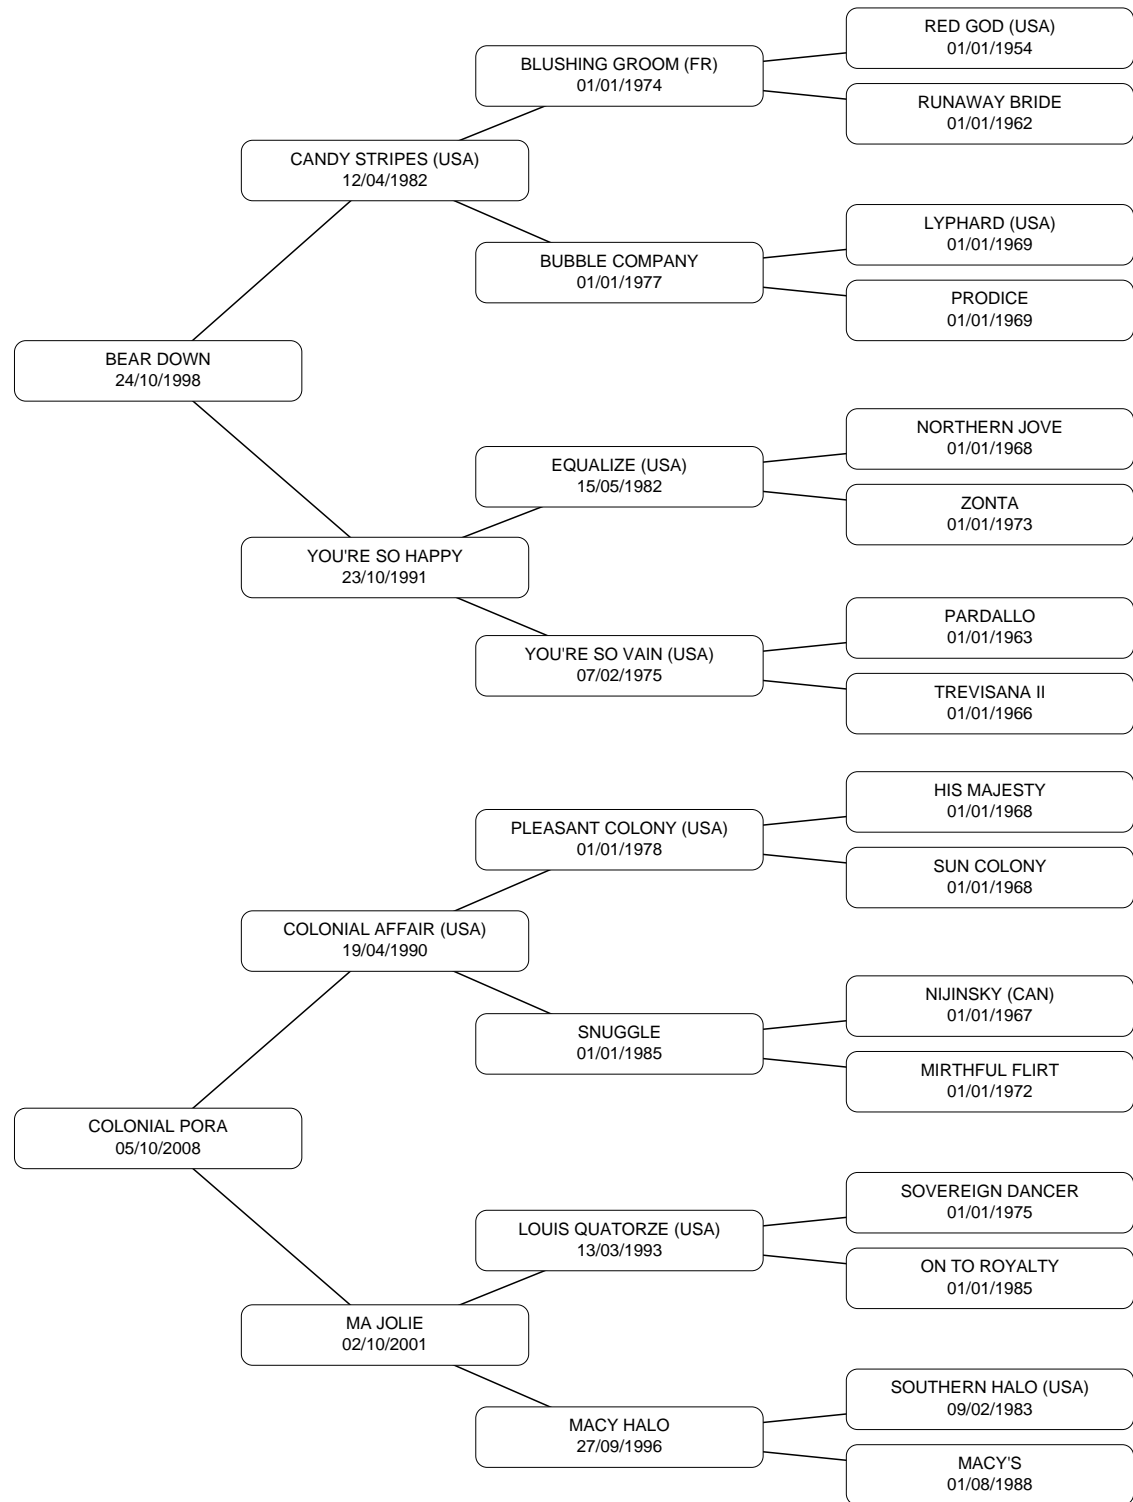 RED GOD (USA)
01/01/1954
BLUSHING GROOM (FR)
01/01/1974
RUNAWAY BRIDE
01/01/1962
CANDY STRIPES (USA)
12/04/1982
LYPHARD (USA)
01/01/1969
BUBBLE COMPANY
01/01/1977
PRODICE
01/01/1969
BEAR DOWN
24/10/1998
NORTHERN JOVE
01/01/1968
EQUALIZE (USA)
15/05/1982
ZONTA
01/01/1973
YOU'RE SO HAPPY
23/10/1991
PARDALLO
01/01/1963
YOU'RE SO VAIN (USA)
07/02/1975
TREVISANA II
01/01/1966
HIS MAJESTY
01/01/1968
PLEASANT COLONY (USA)
01/01/1978
SUN COLONY
01/01/1968
COLONIAL AFFAIR (USA)
19/04/1990
NIJINSKY (CAN)
01/01/1967
SNUGGLE
01/01/1985
MIRTHFUL FLIRT
01/01/1972
COLONIAL PORA
05/10/2008
SOVEREIGN DANCER
01/01/1975
LOUIS QUATORZE (USA)
13/03/1993
ON TO ROYALTY
01/01/1985
MA JOLIE
02/10/2001
SOUTHERN HALO (USA)
09/02/1983
MACY HALO
27/09/1996
MACY'S
01/08/1988